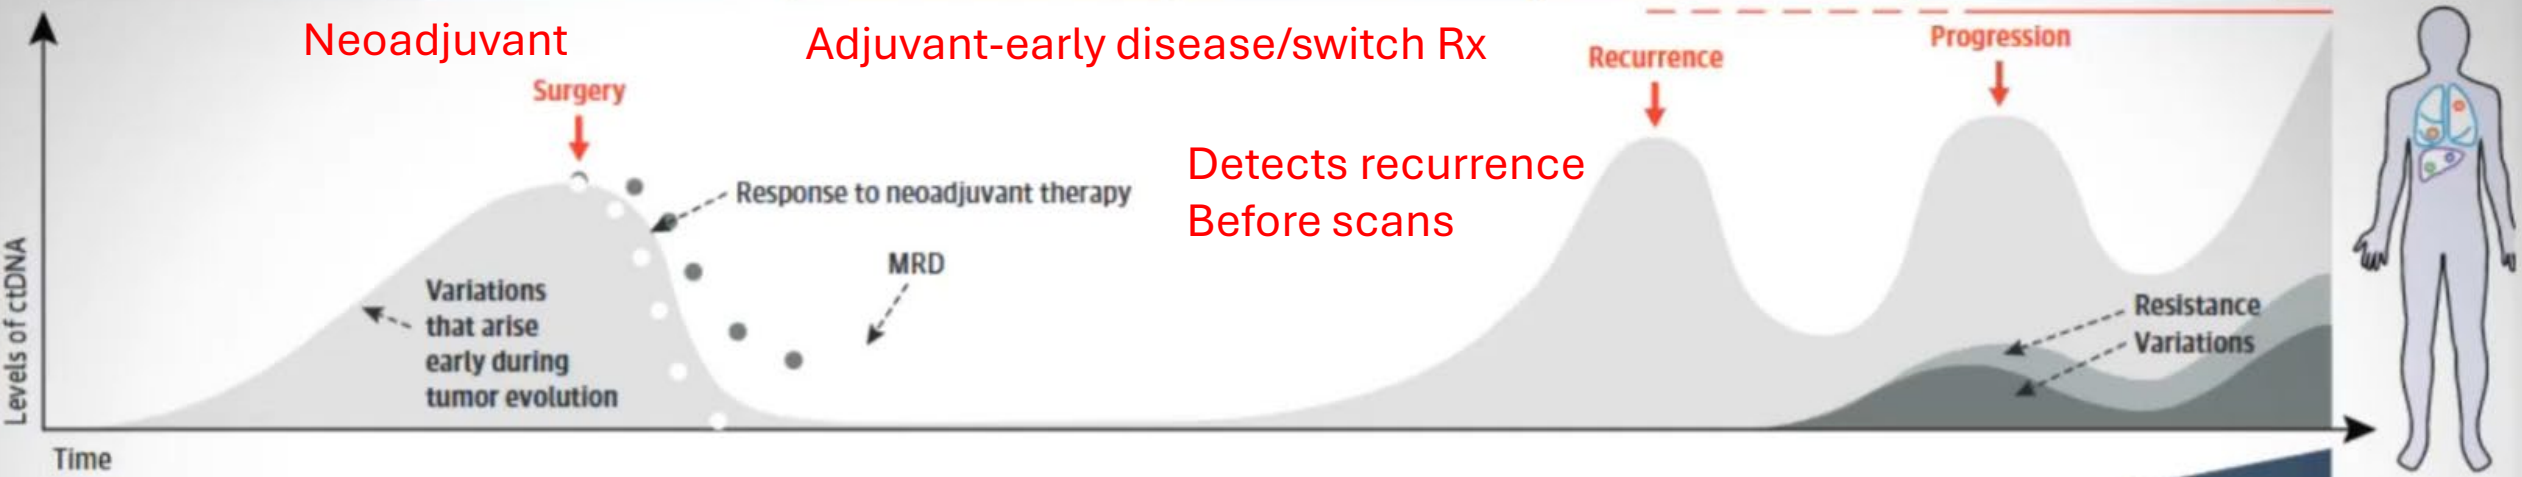 Neoadjuvant
Adjuvant-early disease/switch Rx
Surgery
Recurrence
Progression
Response to neoadjuvant therapy
Detects recurrence
Before scans
MRD
Variations
that arise
early during
tumor evolution
Resistance
Variations
Levels of ctDNA
Time